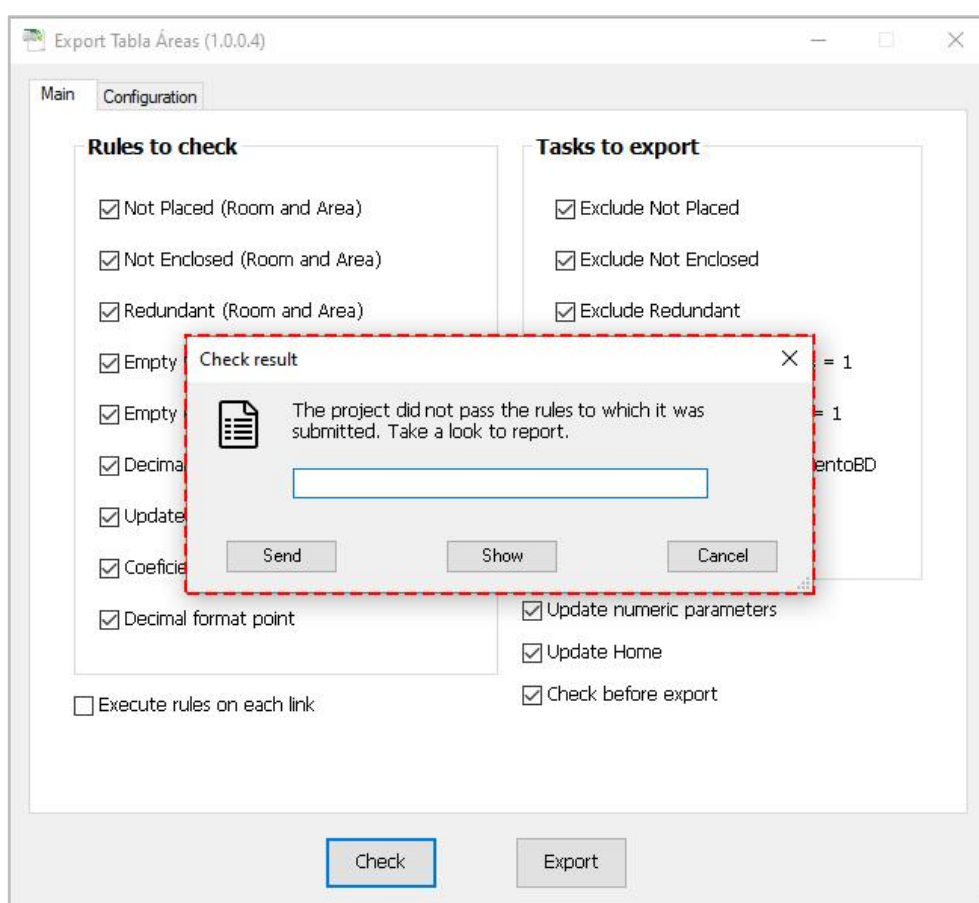 Export Tabla Áreas (1.0.0.4)
Main
Configuration
Rules to check
Not Placed (Room and Area)
Not Enclosed (Room and Area)
Redundant (Room and Area)
Empty
Empty
Update
Decimal format point
Execute rules on each link
Tasks to export
Exclude Not Placed
Exclude Not Enclosed
Exclude Redundant
= 1
= 1
Update numeric parameters
Update Home
Check before export
Check result
The project did not pass the rules to which it was
submitted. Take a look to report.
Send
Show
Cancel
Check
Export